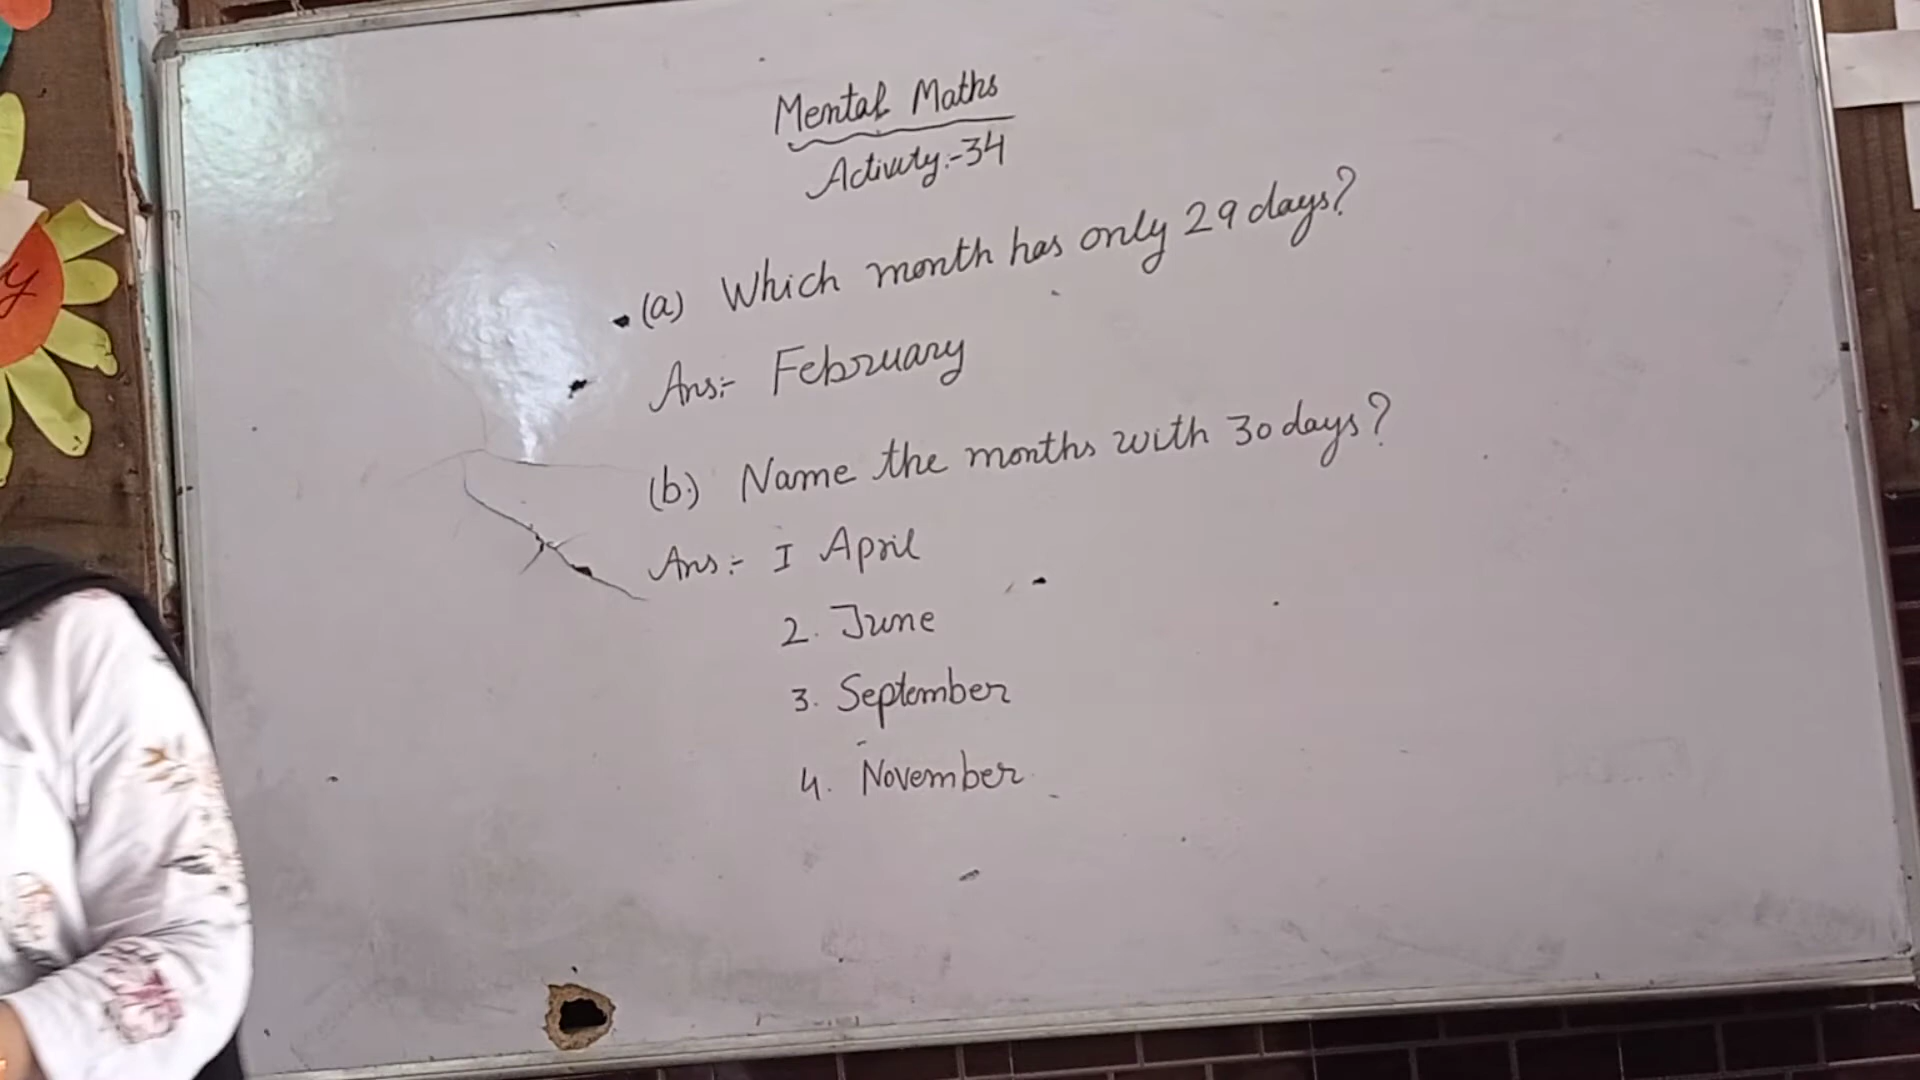 Mental Maths
Activity:-34
(a) Which month has only 29 days?
Ans:- February
(b.) Name the months with 30 days?
Ans:- I April
2. June
3. September
4. November